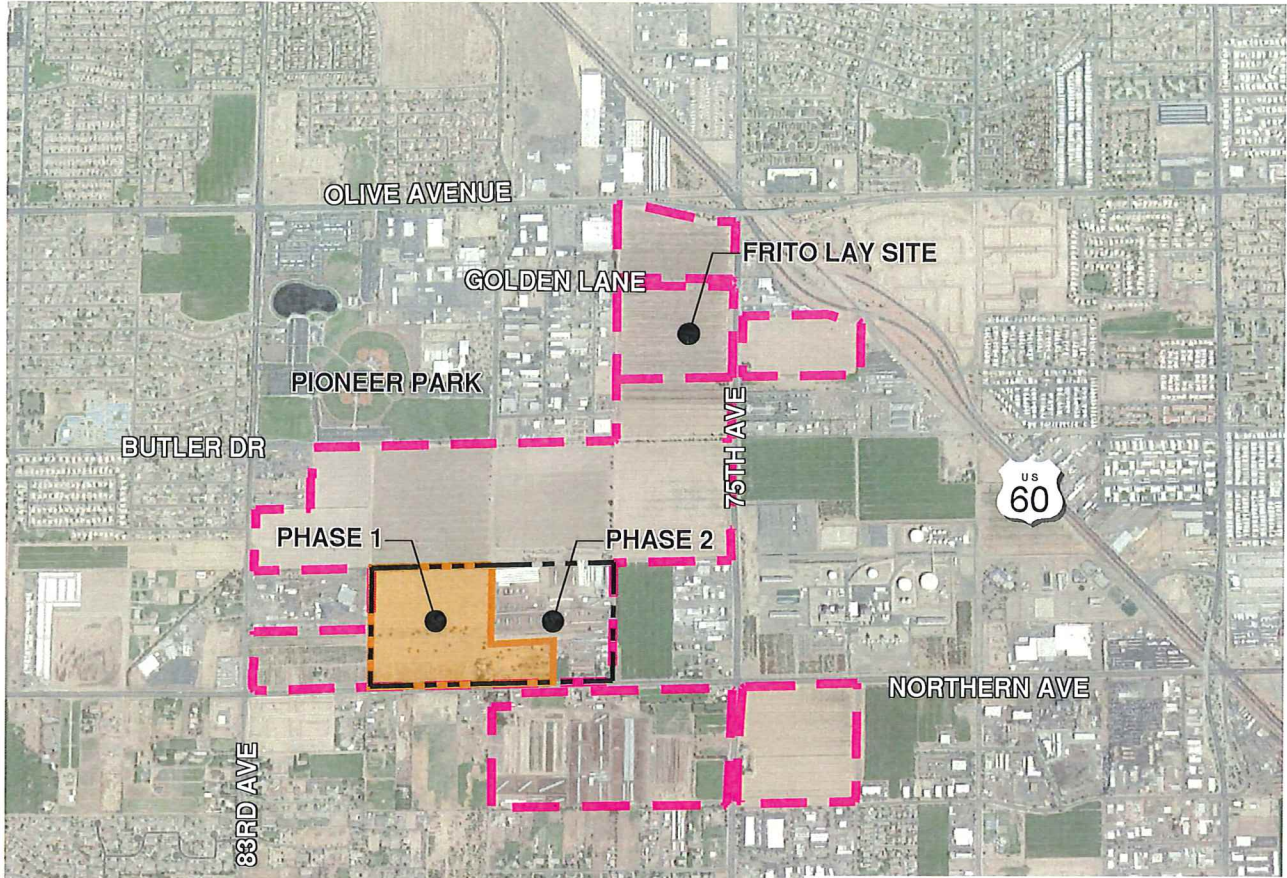 OLIVE AVENUE
FRITO LAY SITE
GOLDEN LANE
PIONEER PARK
BUTLER DR
75TH AVE
US
60
PHASE 1
PHASE 2
NORTHERN AVE
83RD AVE